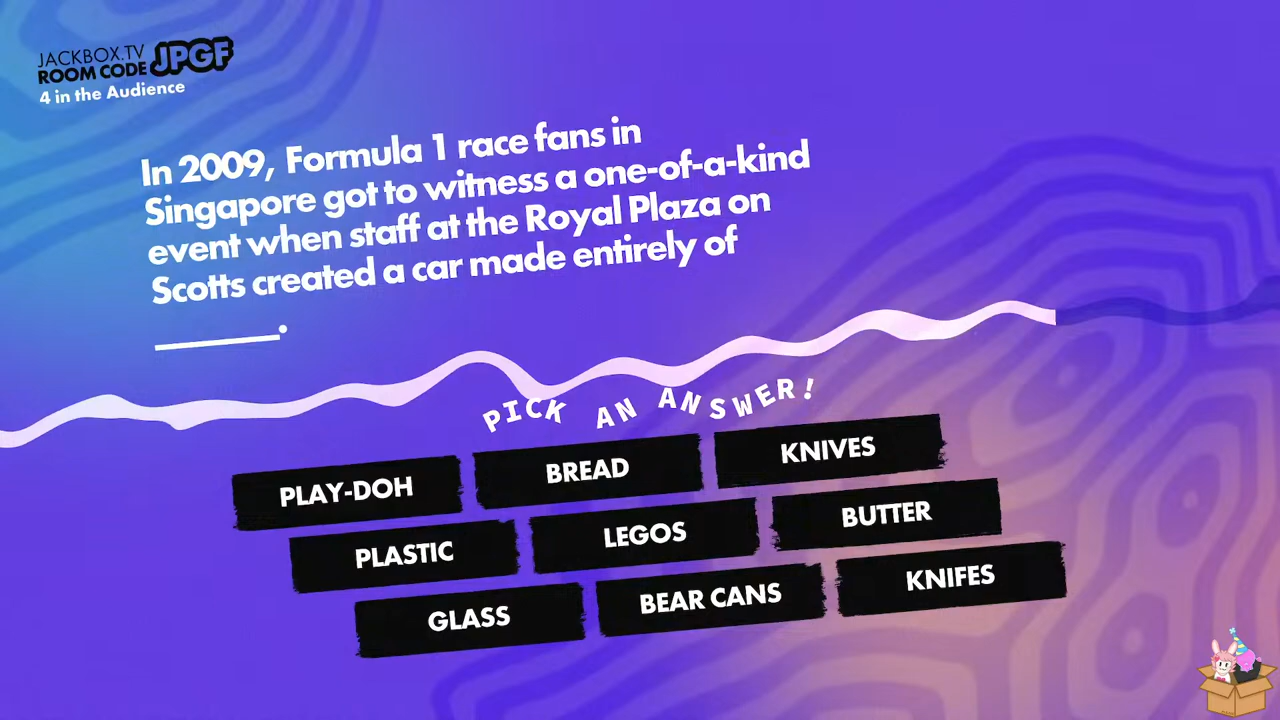 JACKBOX.TV
ROOM CODE JPGF
4 in the Audience
In 2009, Formula 1 race fans in
Singapore got to witness a one-of-a-kind
event when staff at the Royal Plaza on
Scotts created a car made entirely of
______.
PICK AN ANSWER!
PLAY-DOH BREAD KNIVES
PLASTIC LEGOS BUTTER
GLASS BEAR CANS KNIFES